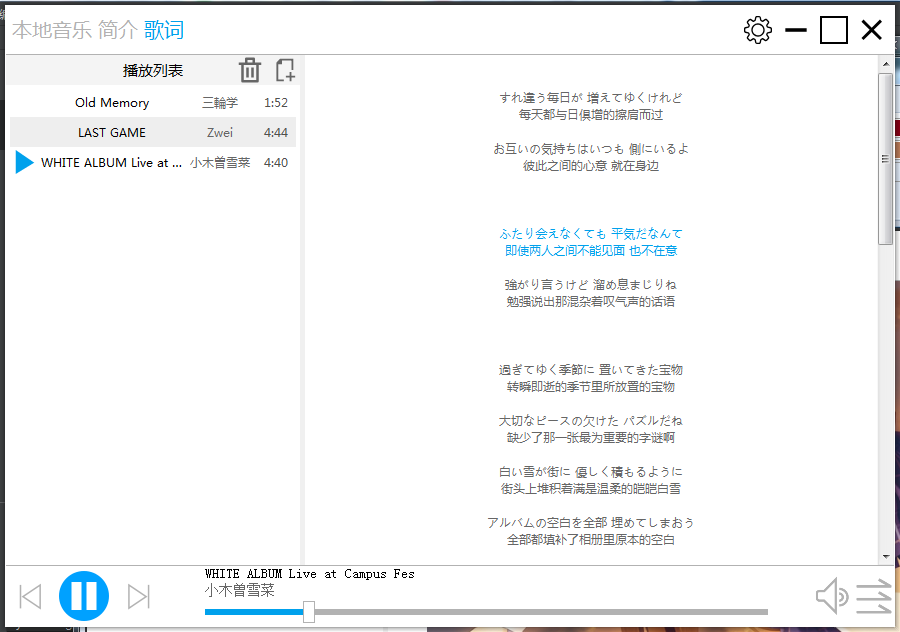 本地音乐 简介 歌词
播放列表
Old Memory 三輪学 1:52
LAST GAME Zwei 4:44
WHITE ALBUM Live at ... 小木曽雪菜 4:40
すれ違う毎日が 増えてゆくけれど
每天都与日俱增的擦肩而过
お互いの気持ちはいつも 側にいるよ
彼此之间的心意 就在身边
ふたり会えなくても 平気だなんて
即使两人之间不能见面 也不在意
強がり言うけど 溜め息まじりね
勉强说出那混杂着叹气声的话语
過ぎてゆく季節に 置いてきた宝物
转瞬即逝的季节里所放置的宝物
大切なピースの欠けた パズルだね
缺少了那一张最为重要的字谜啊
白い雪が街に 優しく積もるように
街头上堆积着满是温柔的皑皑白雪
アルバムの空白を全部 埋めてしまおう
全部都填补了相册里原本的空白
WHITE ALBUM Live at Campus Fes
小木曽雪菜